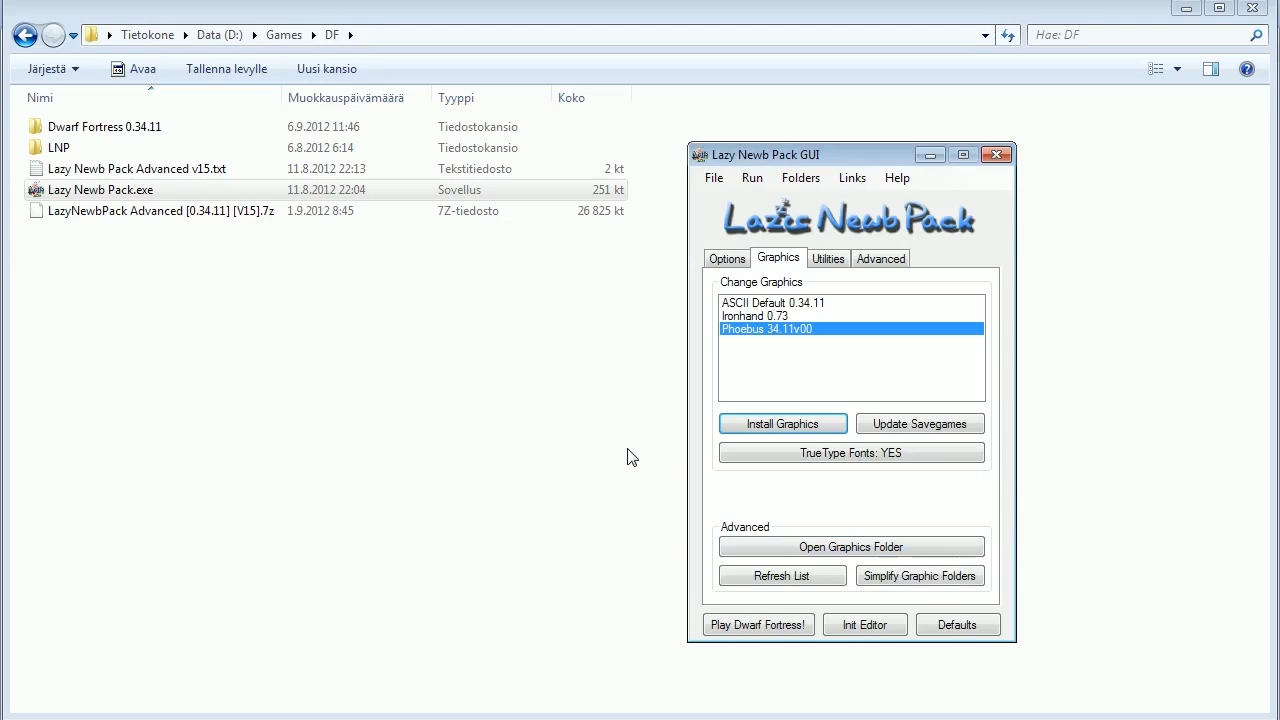 Tietokone Data (D:) Games DF
Hae: DF
Järjestä Avaa Tallenna levylle Uusi kansio
Nimi Muokkauspäivämäärä Tyyppi Koko
Dwarf Fortress 0.34.11 6.9.2012 11:46 Tiedostokansio
LNP 6.8.2012 6:14 Tiedostokansio
Lazy Newb Pack Advanced v15.txt 11.8.2012 22:13 Tekstitiedosto 2 kt
Lazy Newb Pack.exe 11.8.2012 22:04 Sovellus 251 kt
LazyNewbPack Advanced [0.34.11] [V15].7z 1.9.2012 8:45 7Z-tiedosto 26 825 kt
Lazy Newb Pack GUI
File Run Folders Links Help
Newb Pack
Options Graphics Utilities Advanced
Change Graphics
ASCII Default 0.34.11
Ironhand 0.73
Phoebus 34.11v00
Install Graphics Update Savegames
TrueType Fonts: YES
Advanced
Open Graphics Folder
Refresh List Simplify Graphic Folders
Play Dwarf Fortress! Init Editor Defaults